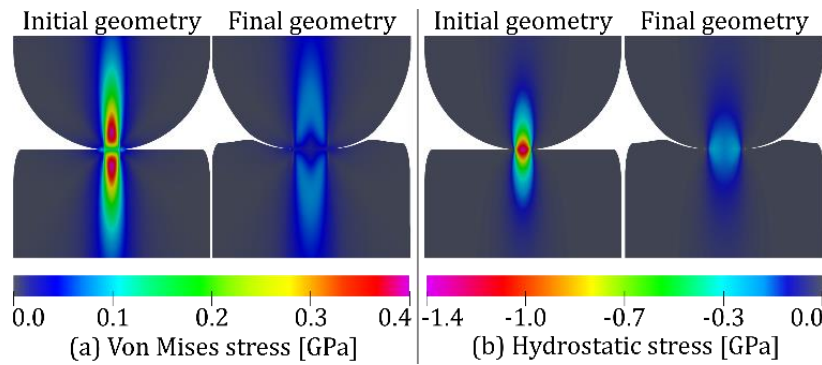 Initial geometry Final geometry Initial geometry Final geometry
0.0 0.1 0.2 0.3 0.4 -1.4 -1.0 -0.7 -0.3 0.0
(a) Von Mises stress [GPa] (b) Hydrostatic stress [GPa]